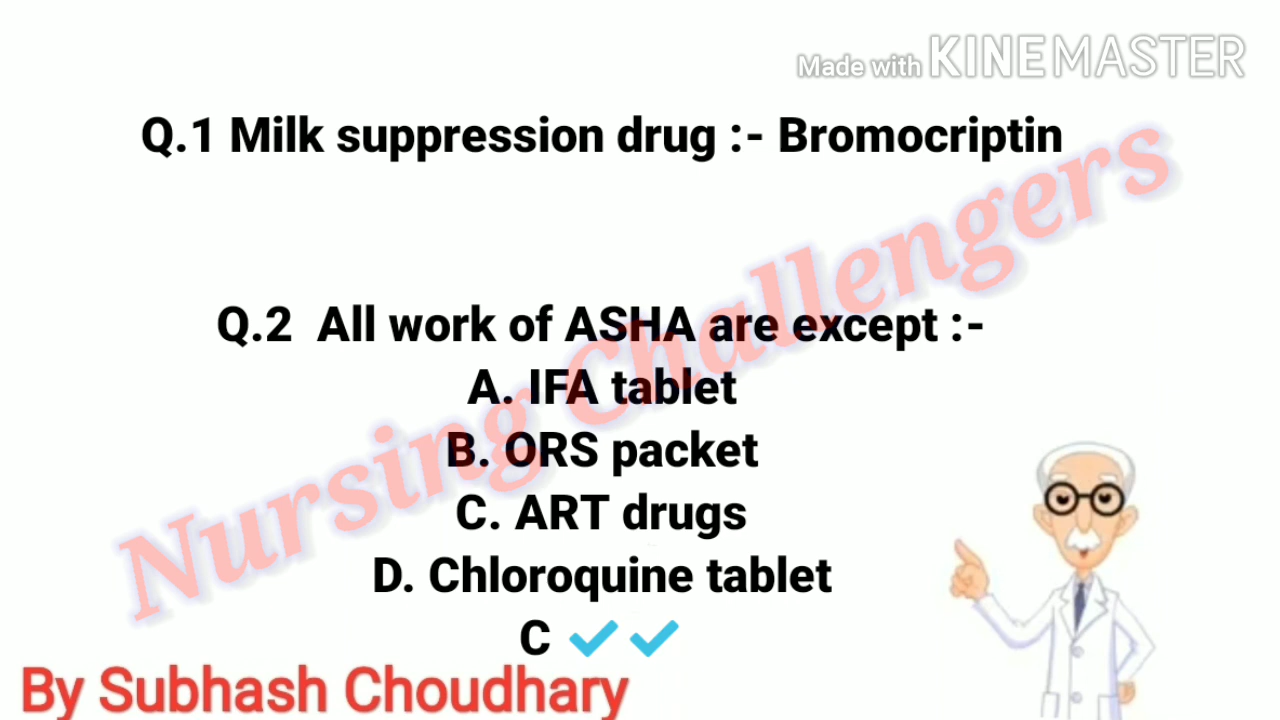 Made with KINEMASTER
Q.1 Milk suppression drug :- Bromocriptin
Q.2 All work of ASHA are except :-
A. IFA tablet
B. ORS packet
C. ART drugs
D. Chloroquine tablet
C ✔✔
Nursing Challengers
By Subhash Choudhary